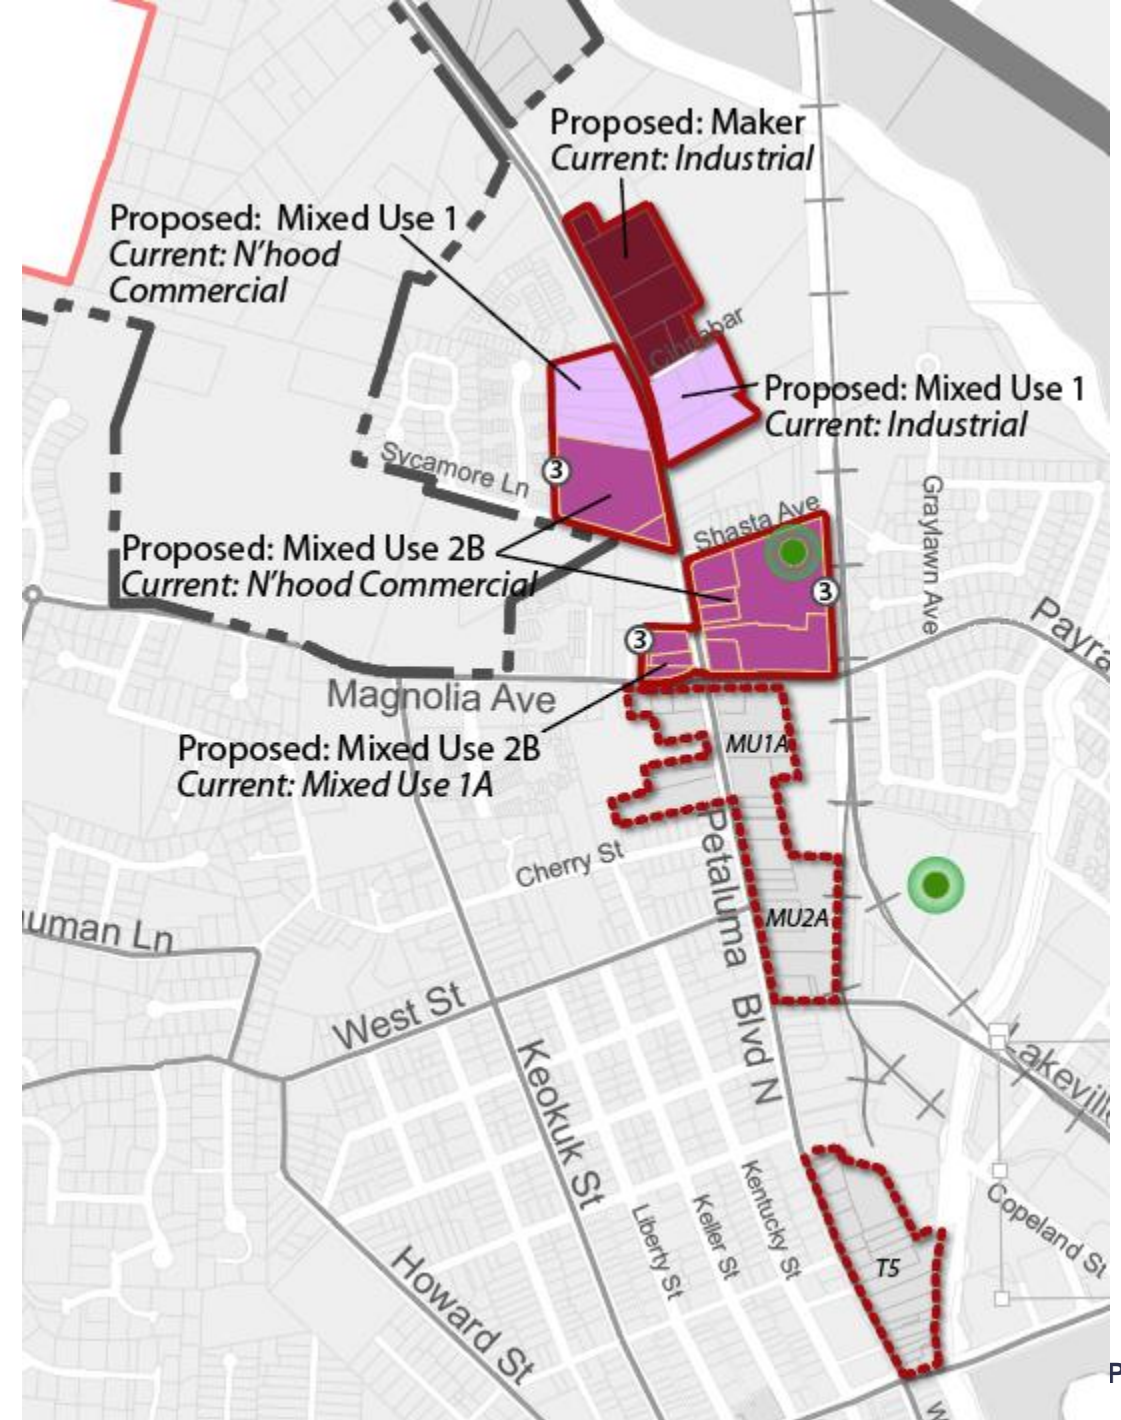 Proposed: Maker
Current: Industrial
Proposed: Mixed Use 1
Current: N'hood
Commercial
Cinnabar
Proposed: Mixed Use 1
Current: Industrial
Sycamore Ln
3
Graylawn Ave
Shasta Ave
Proposed: Mixed Use 2B
Current: N'hood Commercial
3
3
Payra
Magnolia Ave
Proposed: Mixed Use 2B
Current: Mixed Use 1A
MU1A
Petaluma Blvd N
Cherry St
MU2A
uman Ln
West St
Keokuk St
Lakeville
Kentucky St
Keller St
Liberty St
Copeland St
Howard St
T5
P
W